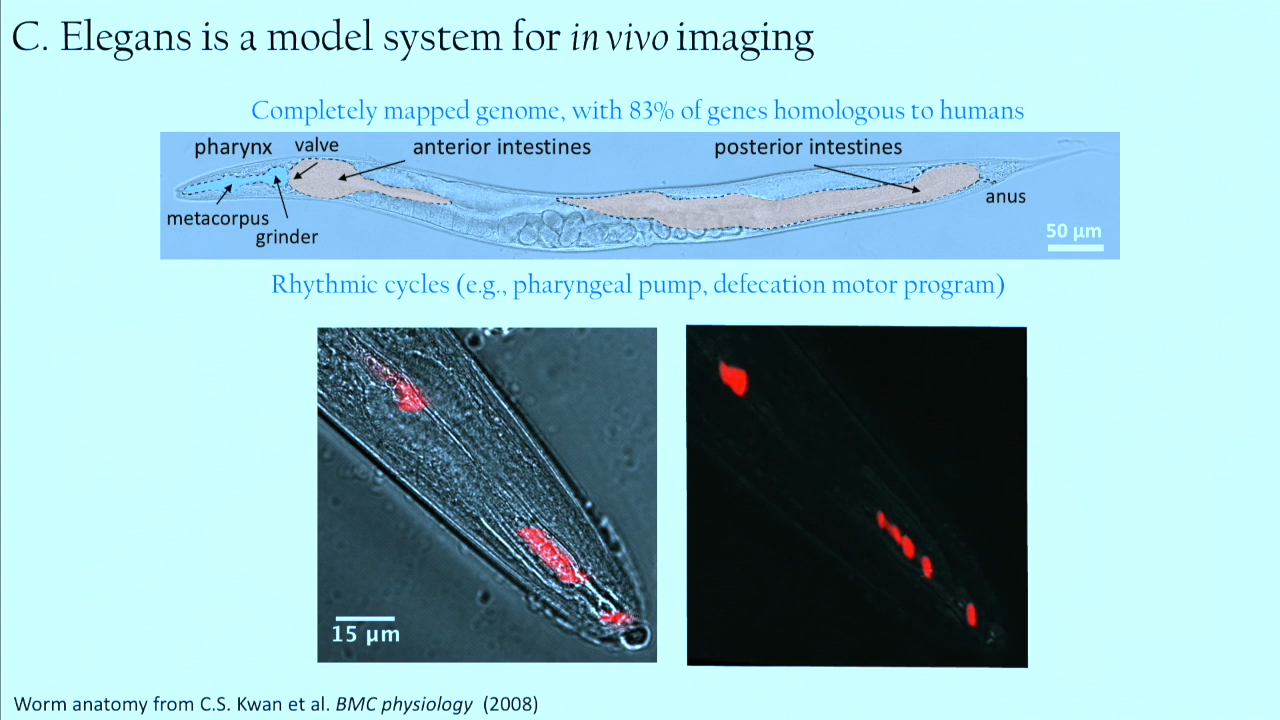 C. Elegans is a model system for in vivo imaging
Completely mapped genome, with 83% of genes homologous to humans
pharynx
valve
anterior intestines
posterior intestines
metacorpus
grinder
anus
50 µm
Rhythmic cycles (e.g., pharyngeal pump, defecation motor program)
15 µm
Worm anatomy from C.S. Kwan et al. BMC physiology (2008)